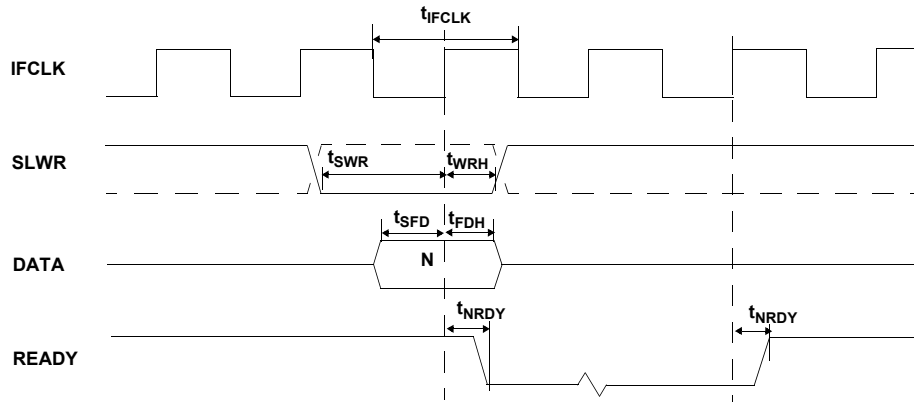 tIFCLK
IFCLK
SLWR
tSWR
tWRH
tSFD
tFDH
DATA
N
tNRDY
tNRDY
READY